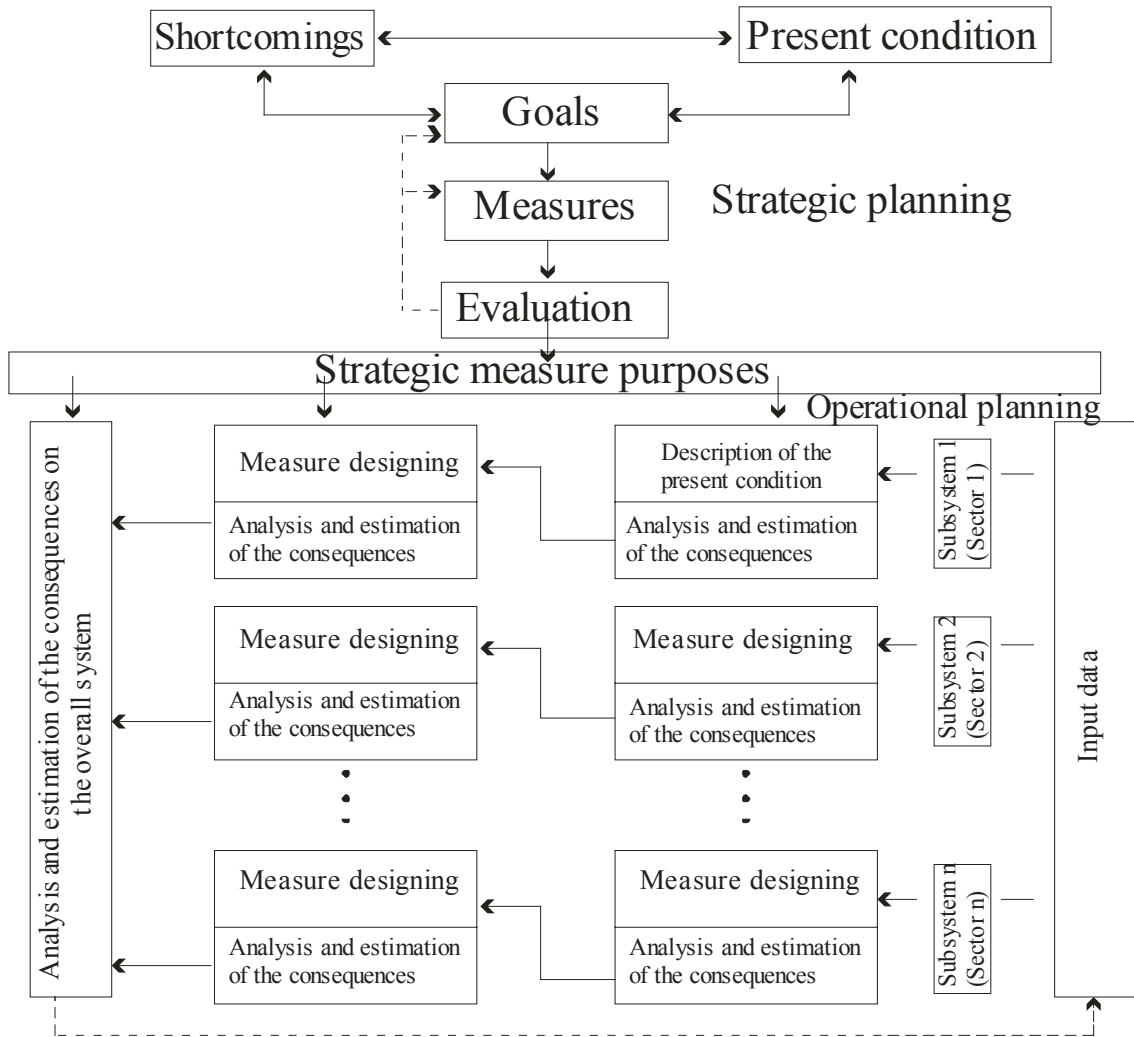 Shortcomings
Present condition
Goals
Measures
Strategic planning
Evaluation
Strategic measure purposes
Operational planning
Analysis and estimation of the consequences on
the overall system
Measure designing
Analysis and estimation
of the consequences
Description of the
present condition
Analysis and estimation
of the consequences
Subsystem 1
(Sector 1)
Input data
Measure designing
Analysis and estimation
of the consequences
Measure designing
Analysis and estimation
of the consequences
Subsystem 2
(Sector 2)
Measure designing
Analysis and estimation
of the consequences
Measure designing
Analysis and estimation
of the consequences
Subsystem n
(Sector n)